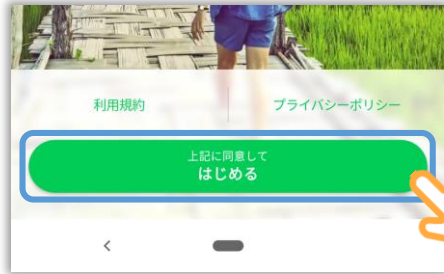 利用規約
プライバシーポリシー
上記に同意して
はじめる